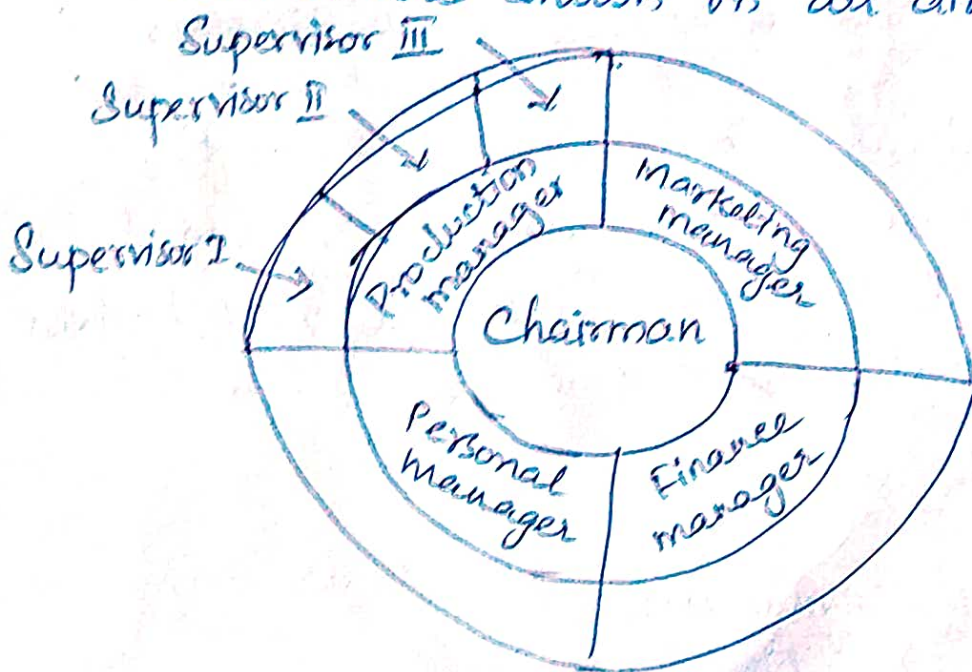 Supervisor III
Supervisor II
Supervisor I
Production
manager
Marketing
manager
Chairman
Personal
manager
Finance
manager